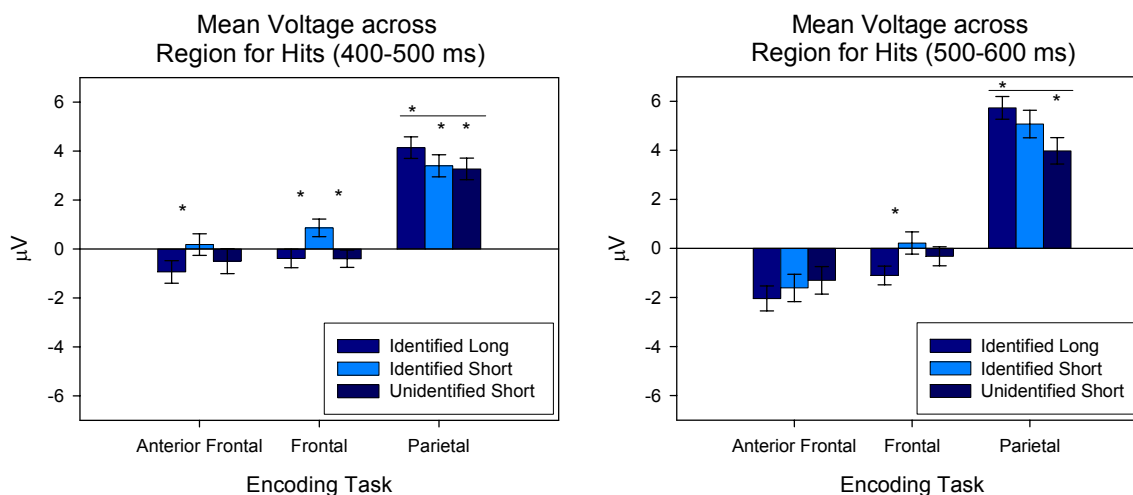 Mean Voltage across
Region for Hits (400-500 ms)
6
4
2
0
-2
-4
-6
µV
*
*
*
*
*
*
Identified Long
Identified Short
Unidentified Short
Anterior Frontal
Frontal
Parietal
Encoding Task
Mean Voltage across
Region for Hits (500-600 ms)
6
4
2
0
-2
-4
-6
µV
*
*
*
Identified Long
Identified Short
Unidentified Short
Anterior Frontal
Frontal
Parietal
Encoding Task